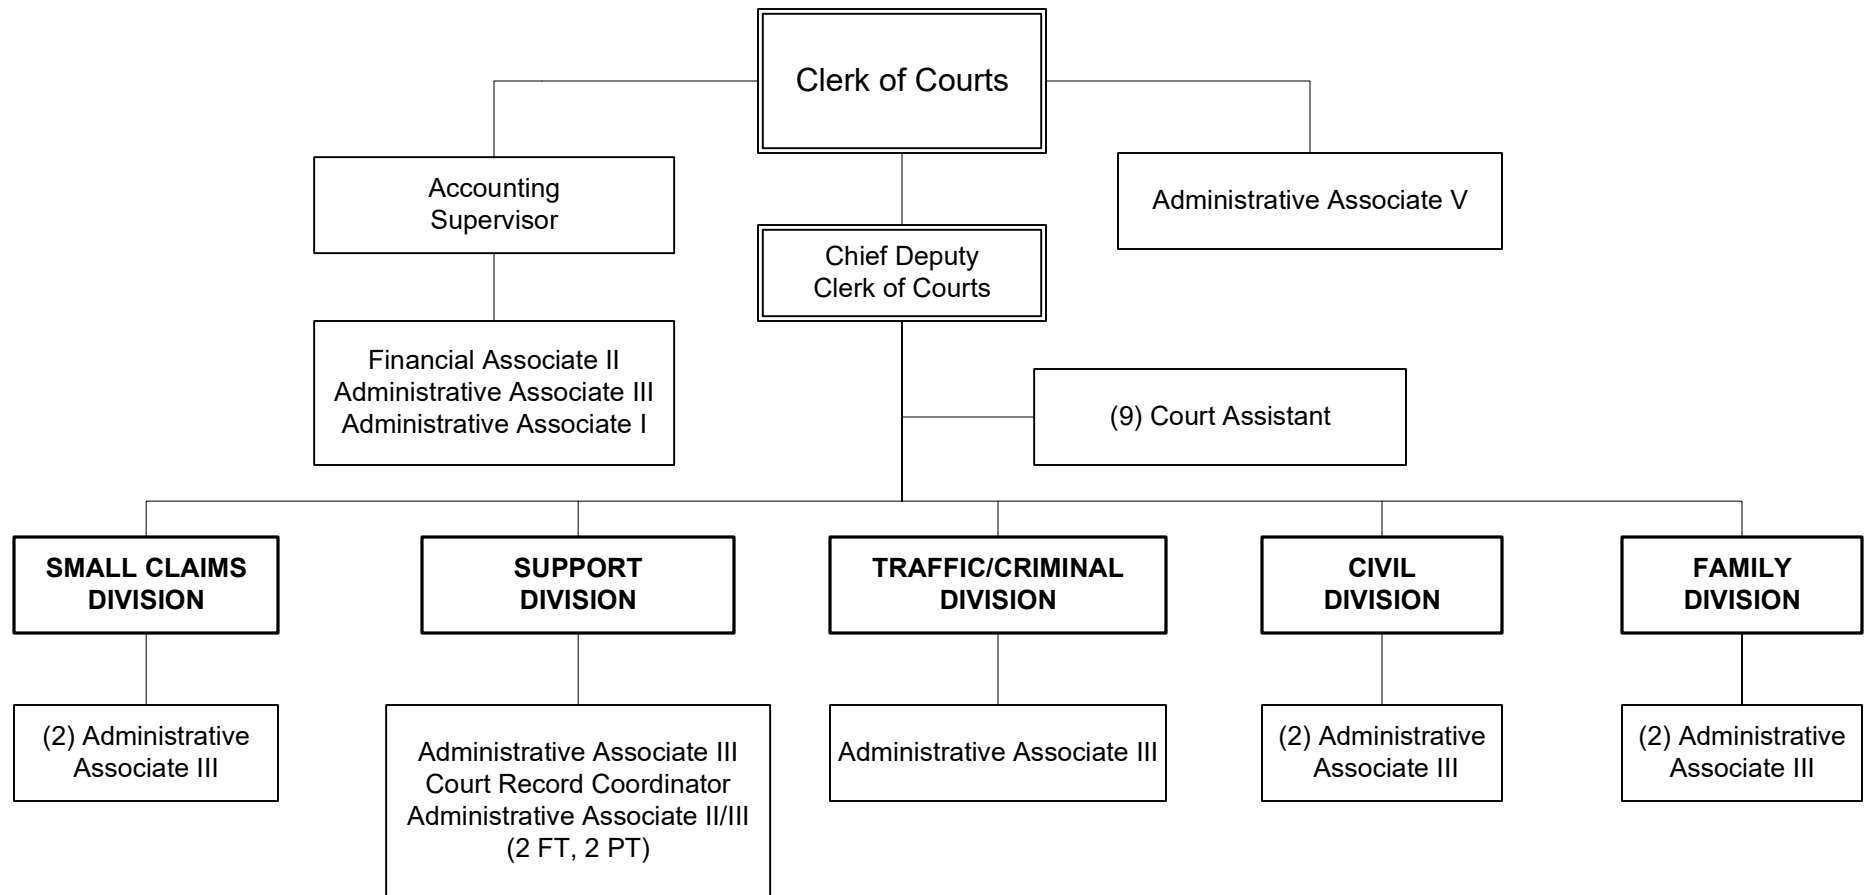 Clerk of Courts
Accounting
Supervisor
Administrative Associate V
Chief Deputy
Clerk of Courts
Financial Associate II
Administrative Associate III
Administrative Associate I
(9) Court Assistant
SMALL CLAIMS
DIVISION
SUPPORT
DIVISION
TRAFFIC/CRIMINAL
DIVISION
CIVIL
DIVISION
FAMILY
DIVISION
(2) Administrative
Associate III
Administrative Associate III
Court Record Coordinator
Administrative Associate II/III
(2 FT, 2 PT)
Administrative Associate III
(2) Administrative
Associate III
(2) Administrative
Associate III